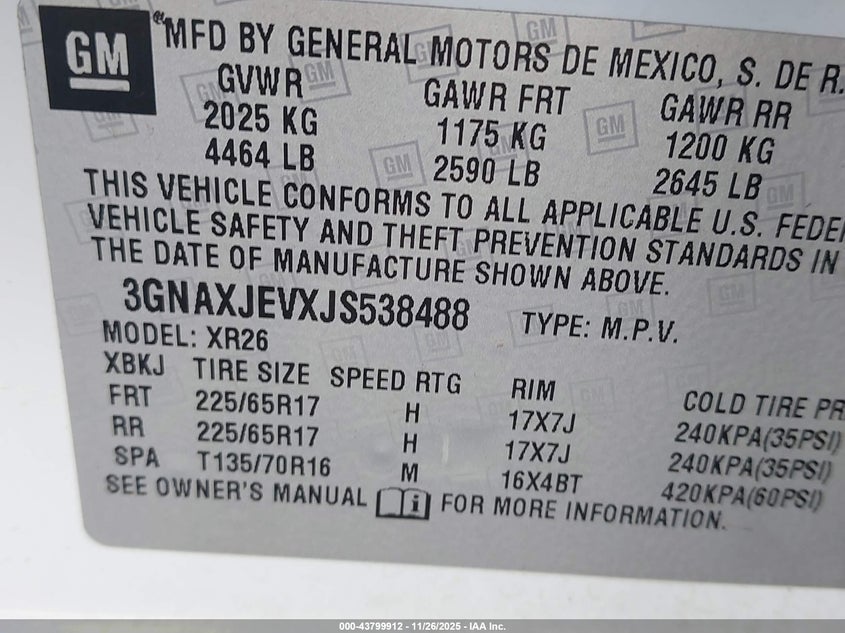 GM
MFD BY GENERAL MOTORS DE MEXICO, S. DE R.
GVWR GAWR FRT GAWR RR
2025 KG 1175 KG 1200 KG
4464 LB 2590 LB 2645 LB
THIS VEHICLE CONFORMS TO ALL APPLICABLE U.S. FEDE
VEHICLE SAFETY AND THEFT PREVENTION STANDARDS IN
THE DATE OF MANUFACTURE SHOWN ABOVE.
3GNAXJEVXJS538488 TYPE: M.P.V.
MODEL: XR26
XBKJ TIRE SIZE SPEED RTG RIM COLD TIRE PR
FRT 225/65R17 H 17X7J 240KPA(35PSI)
RR 225/65R17 H 17X7J 240KPA(35PSI)
SPA T135/70R16 M 16X4BT 420KPA(60PSI)
SEE OWNER'S MANUAL i FOR MORE INFORMATION.
000-43799912 - 11/26/2025 - IAA Inc.